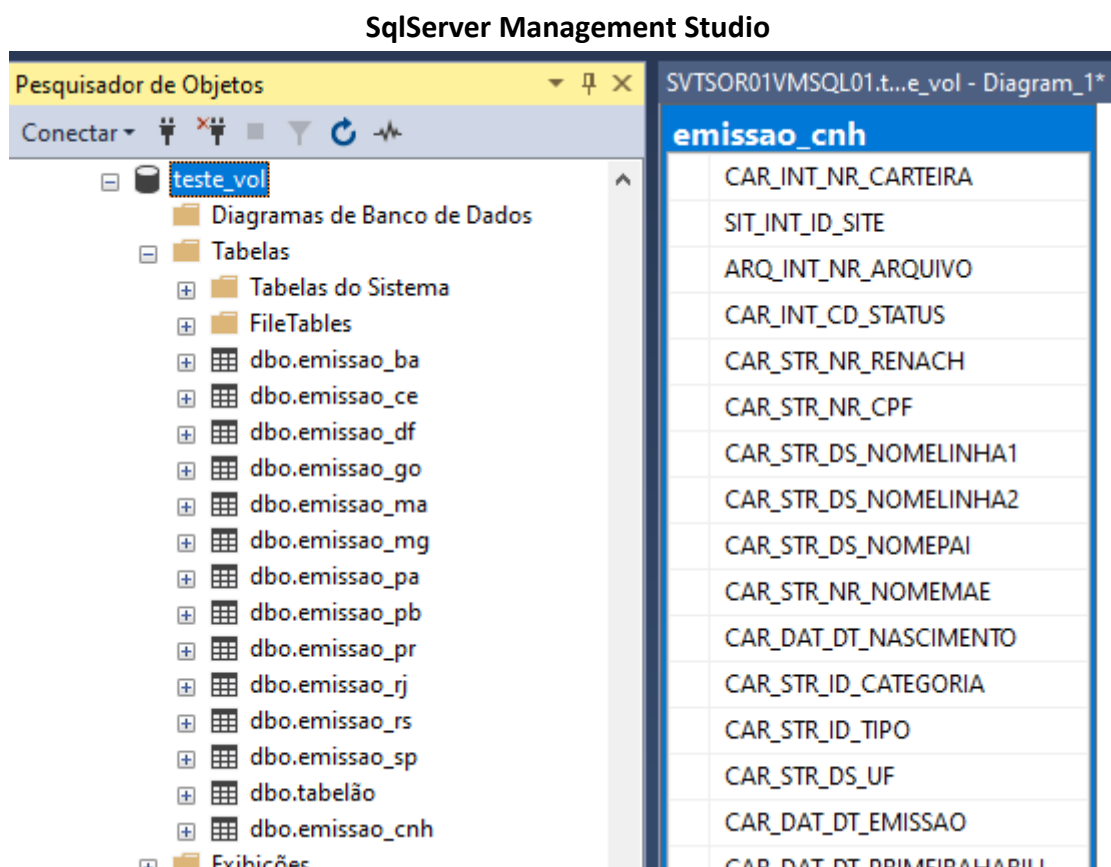 SqlServer Management Studio
Pesquisador de Objetos
Conectar
teste_vol
Diagramas de Banco de Dados
Tabelas
Tabelas do Sistema
FileTables
dbo.emissao_ba
dbo.emissao_ce
dbo.emissao_df
dbo.emissao_go
dbo.emissao_ma
dbo.emissao_mg
dbo.emissao_pa
dbo.emissao_pb
dbo.emissao_pr
dbo.emissao_rj
dbo.emissao_rs
dbo.emissao_sp
dbo.tabelão
dbo.emissao_cnh
Exibições
SVTSOR01VMSQL01.t...e_vol - Diagram_1*
emissao_cnh
CAR_INT_NR_CARTEIRA
SIT_INT_ID_SITE
ARQ_INT_NR_ARQUIVO
CAR_INT_CD_STATUS
CAR_STR_NR_RENACH
CAR_STR_NR_CPF
CAR_STR_DS_NOMELINHA1
CAR_STR_DS_NOMELINHA2
CAR_STR_DS_NOMEPAI
CAR_STR_NR_NOMEMAE
CAR_DAT_DT_NASCIMENTO
CAR_STR_ID_CATEGORIA
CAR_STR_ID_TIPO
CAR_STR_DS_UF
CAR_DAT_DT_EMISSAO